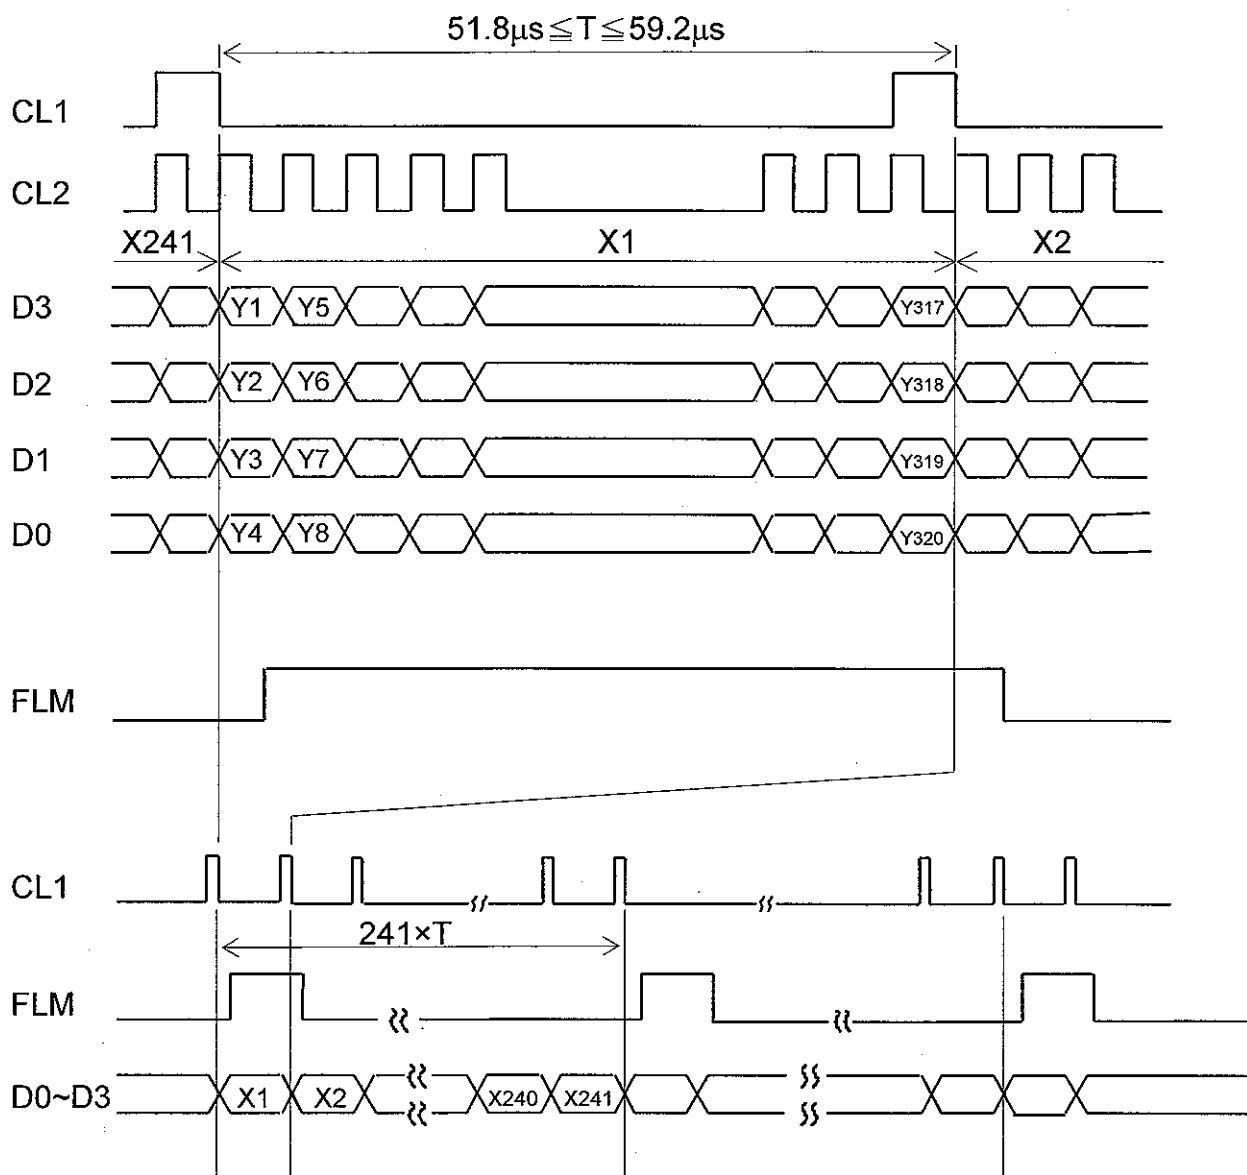 51.8μs≦T≦59.2μs
CL1
CL2
X241 X1 X2
D3 Y1 Y5 Y317
D2 Y2 Y6 Y318
D1 Y3 Y7 Y319
D0 Y4 Y8 Y320
FLM
CL1
241×T
FLM
D0~D3 X1 X2 X240 X241